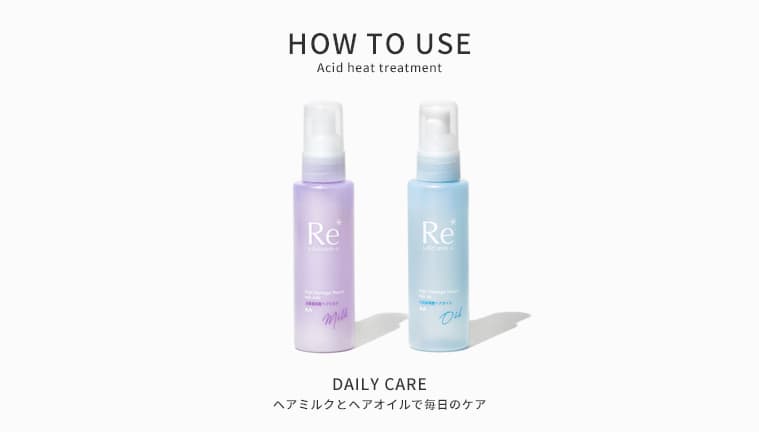 HOW TO USE
Acid heat treatment
Re*
Milk
Re*
Oil
DAILY CARE
ヘアミルクとヘアオイルで毎日のケア